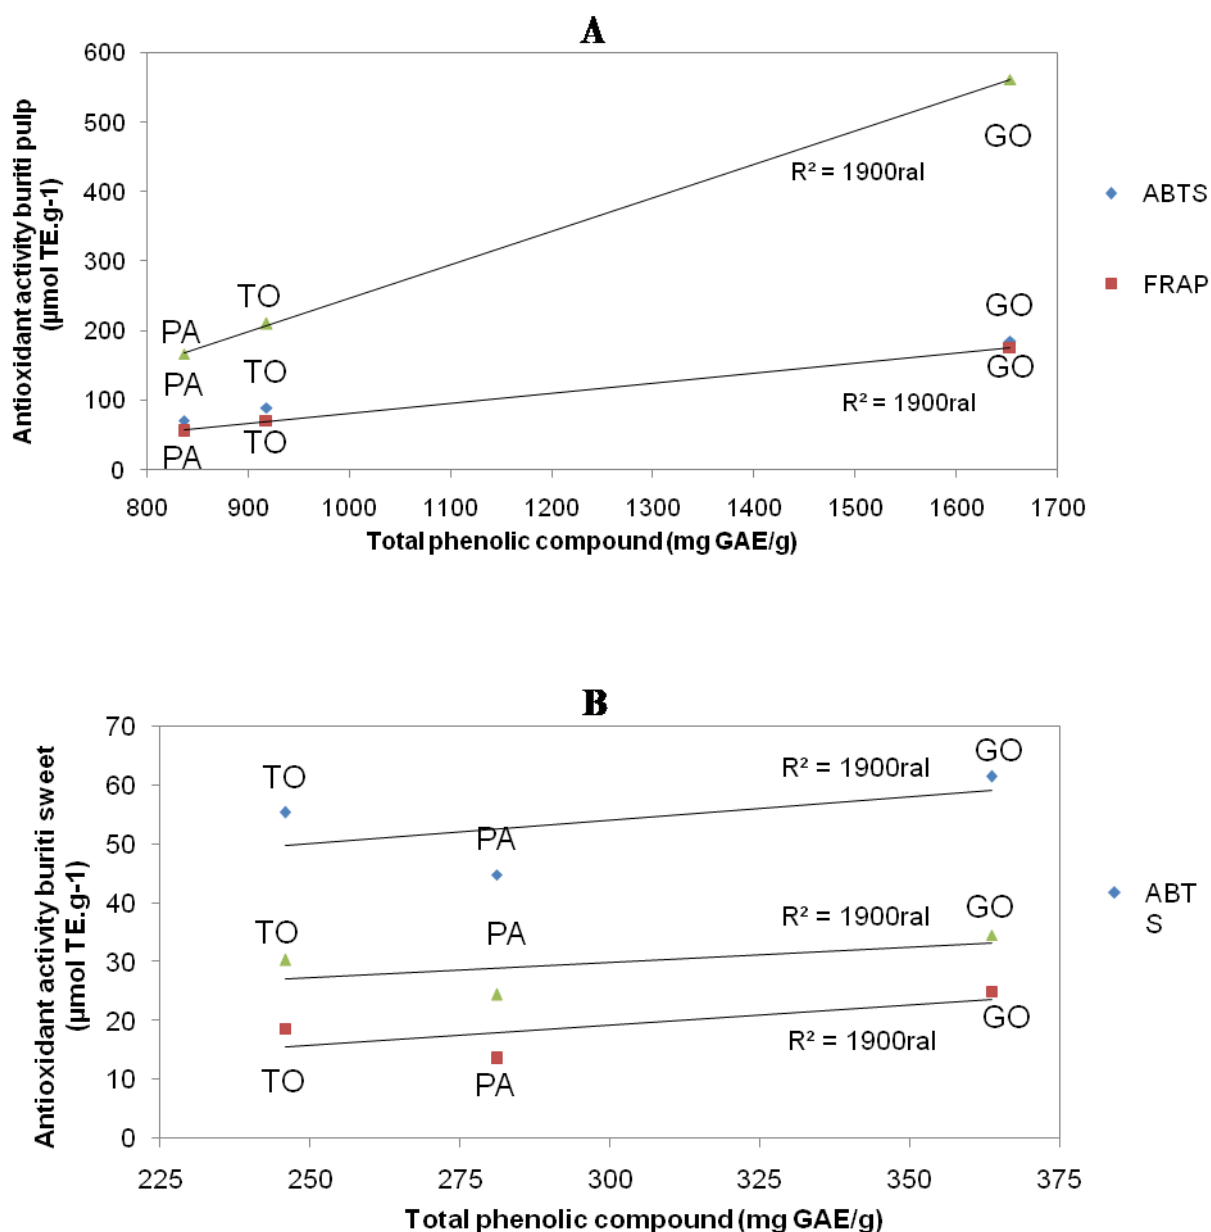 A
600
500
400
300
200
100
0
Antioxidant activity buriti pulp
(µmol TE.g-1)
GO
R² = 1900ral
TO
PA
GO
TO
PA
GO
R² = 1900ral
TO
PA
ABTS
FRAP
800 900 1000 1100 1200 1300 1400 1500 1600 1700
Total phenolic compound (mg GAE/g)
B
70
60
50
40
30
20
10
0
Antioxidant activity buriti sweet
(µmol TE.g-1)
GO
R² = 1900ral
TO
PA
GO
R² = 1900ral
TO
PA
GO
R² = 1900ral
TO
PA
ABT
S
225 250 275 300 325 350 375
Total phenolic compound (mg GAE/g)